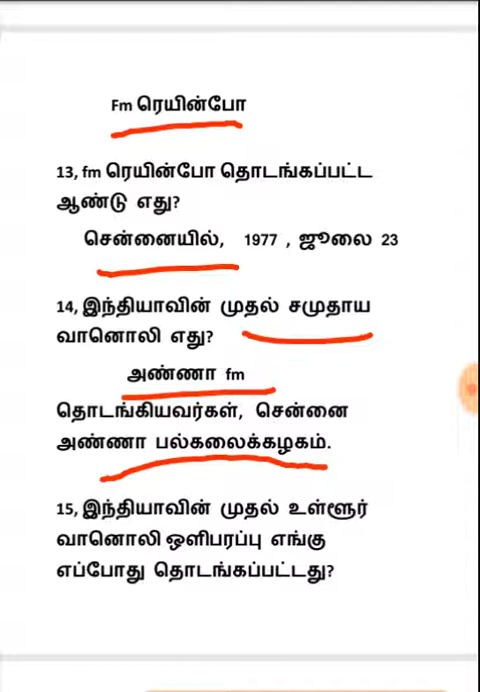 Fm ரெயின்போ
13, fm ரெயின்போ தொடங்கப்பட்ட
ஆண்டு எது?
சென்னையில், 1977 , ஜூலை 23
14, இந்தியாவின் முதல் சமுதாய
வானொலி எது?
அண்ணா fm
தொடங்கியவர்கள், சென்னை
அண்ணா பல்கலைக்கழகம்.
15, இந்தியாவின் முதல் உள்ளூர்
வானொலி ஒளிபரப்பு எங்கு
எப்போது தொடங்கப்பட்டது?